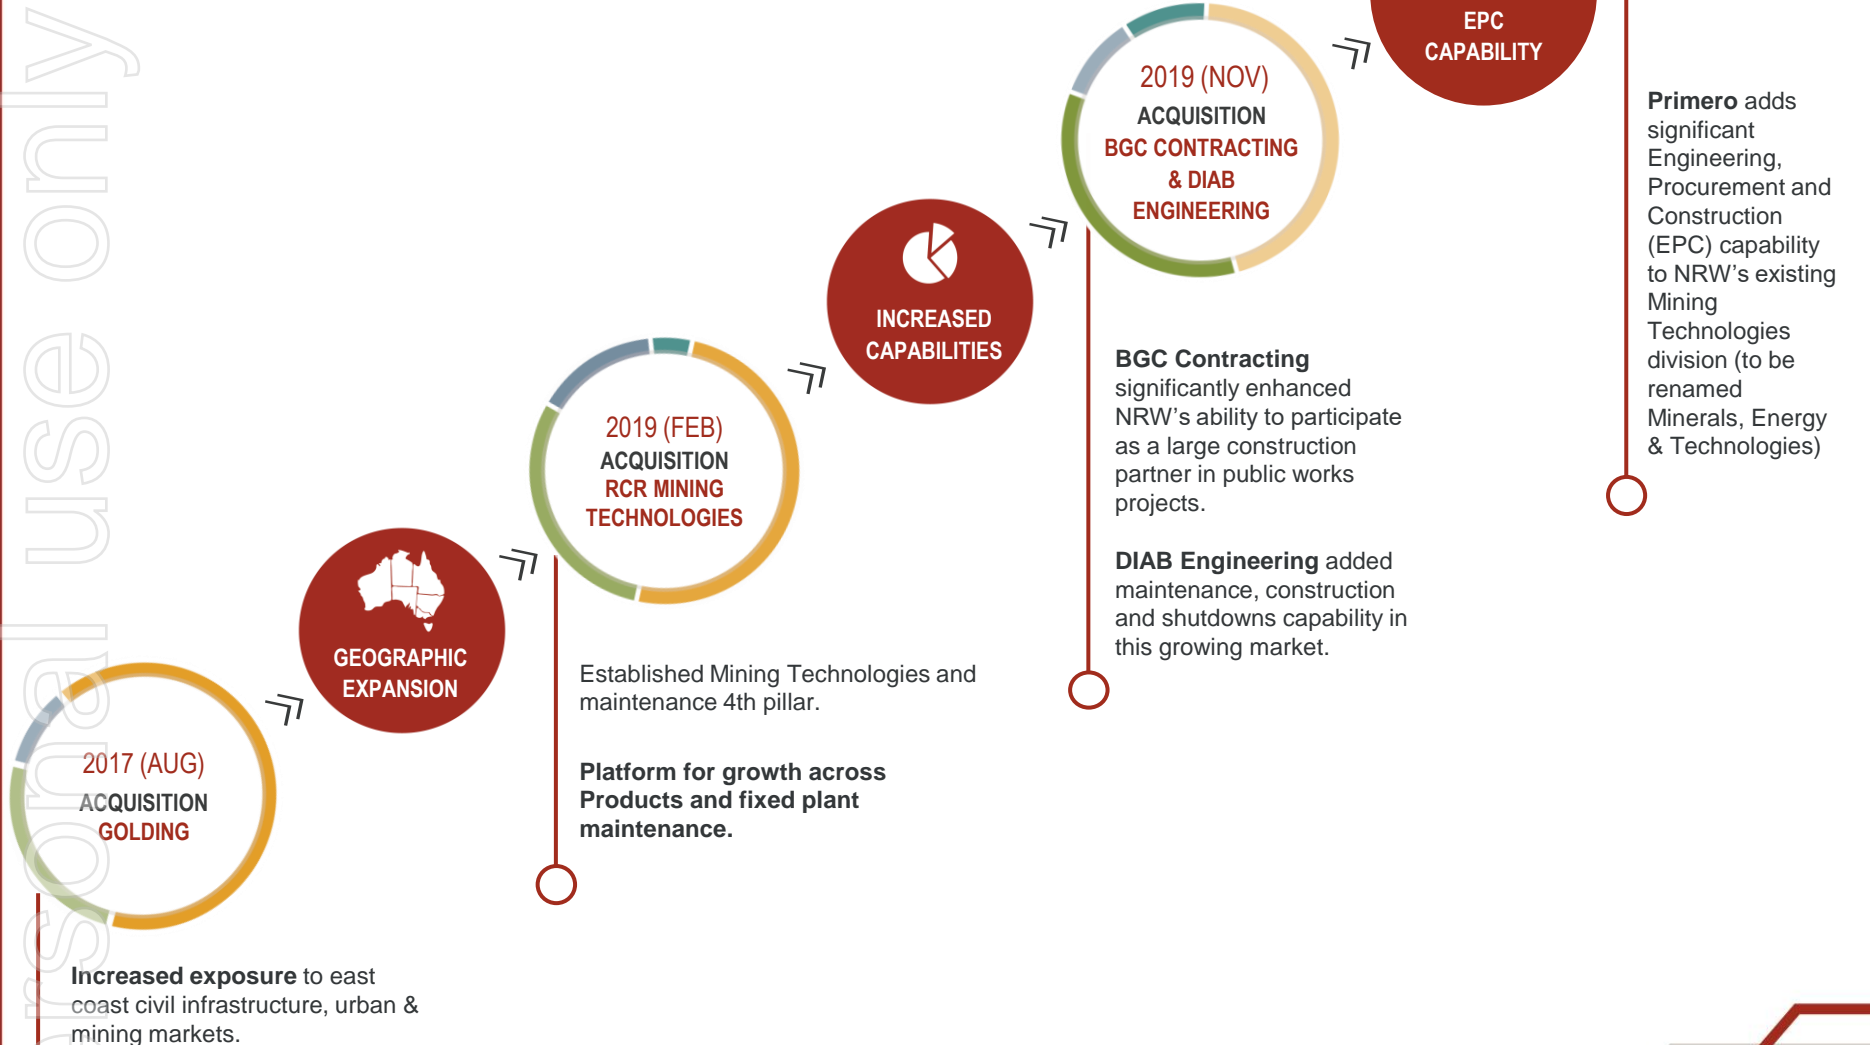 EPC
CAPABILITY
2019 (NOV)
ACQUISITION
BGC CONTRACTING
& DIAB
ENGINEERING
Primero adds
significant
Engineering,
Procurement and
Construction
(EPC) capability
to NRW's existing
Mining
Technologies
division (to be
renamed
Minerals, Energy
& Technologies)
INCREASED
CAPABILITIES
BGC Contracting
significantly enhanced
NRW's ability to participate
as a large construction
partner in public works
projects.
DIAB Engineering added
maintenance, construction
and shutdowns capability in
this growing market.
2019 (FEB)
ACQUISITION
RCR MINING
TECHNOLOGIES
Established Mining Technologies and
maintenance 4th pillar.
Platform for growth across
Products and fixed plant
maintenance.
GEOGRAPHIC
EXPANSION
2017 (AUG)
ACQUISITION
GOLDING
Increased exposure to east
coast civil infrastructure, urban &
mining markets.
rsonal use only